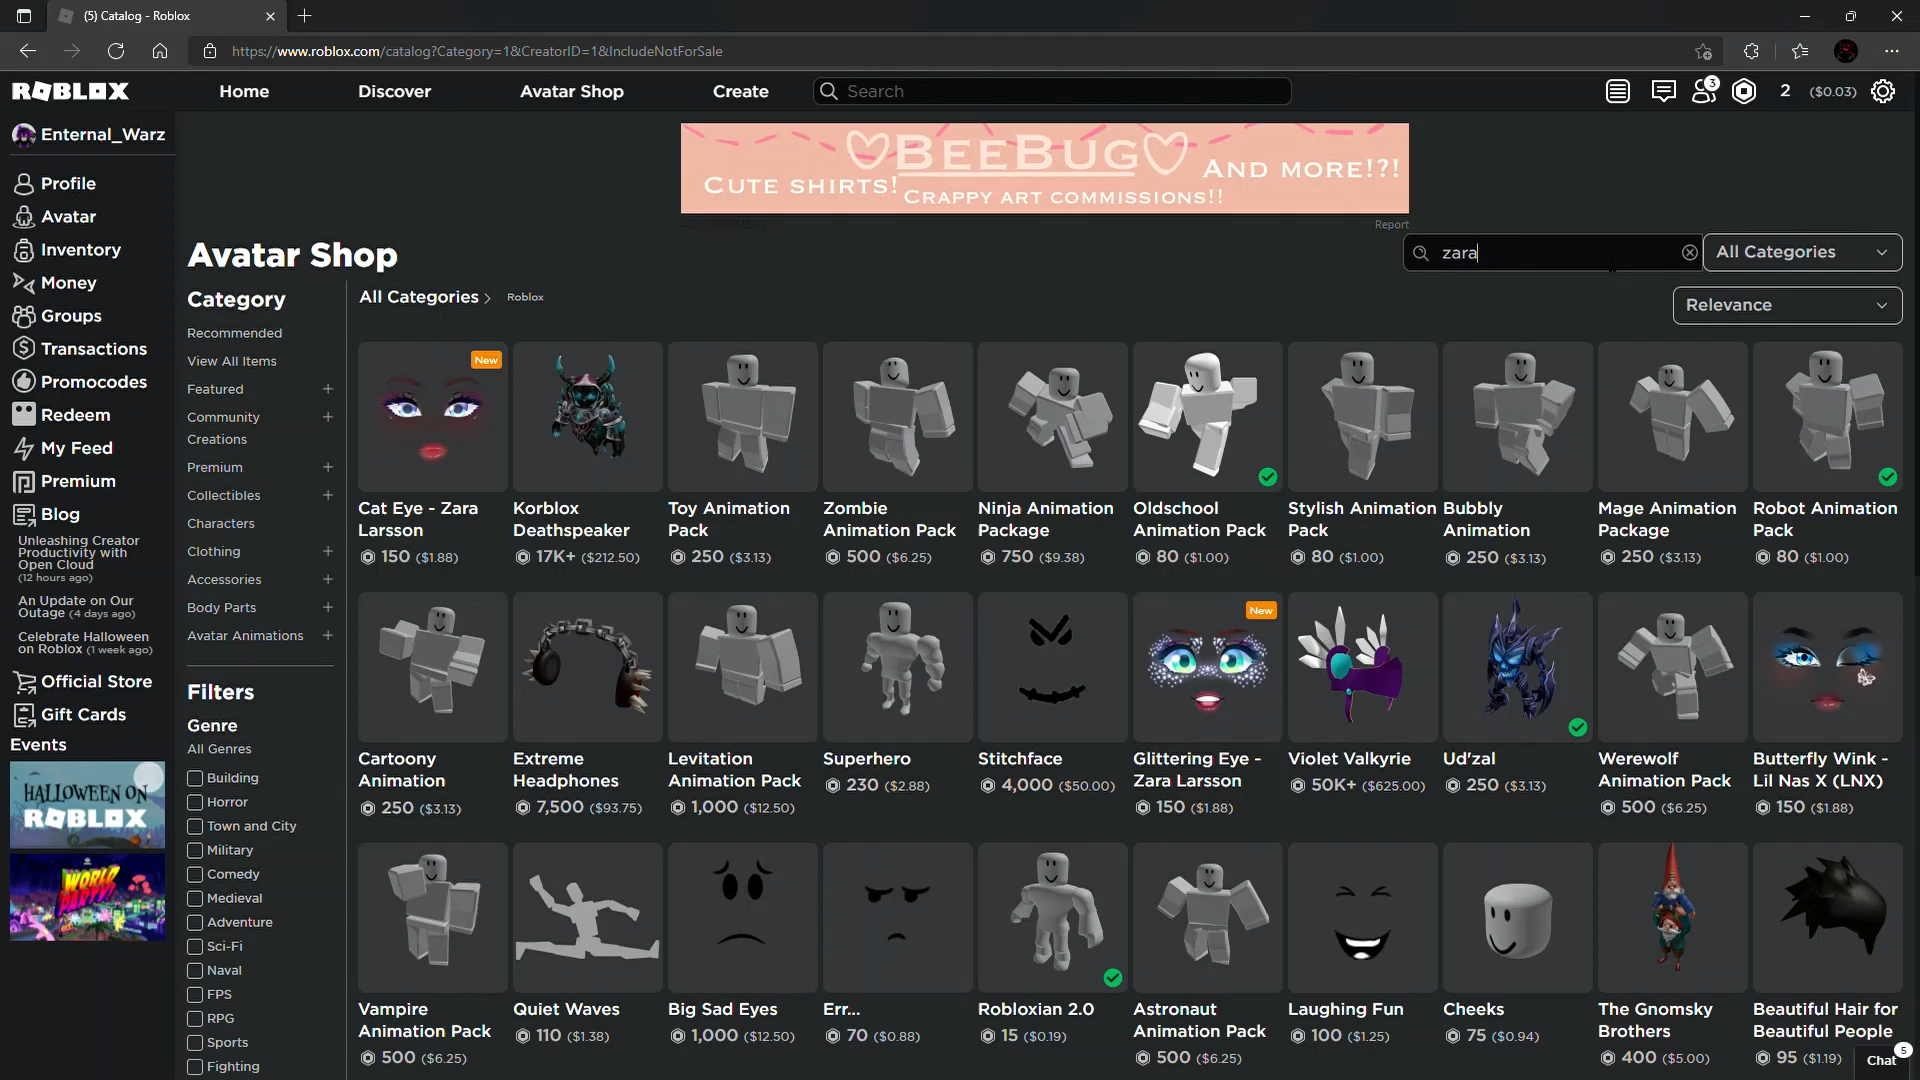 (5) Catalog - Roblox
https://www.roblox.com/catalog?Category=1&CreatorID=1&IncludeNotForSale
ROBLOX
Home
Discover
Avatar Shop
Create
Search
3
2
($0.03)
Enternal_Warz
Profile
Avatar
Inventory
Money
Groups
Transactions
Promocodes
Redeem
My Feed
Premium
Blog
Unleashing Creator
Productivity with
Open Cloud
(12 hours ago)
An Update on Our
Outage (4 days ago)
Celebrate Halloween
on Roblox (1 week ago)
Official Store
Gift Cards
Events
HALLOWEEN ON
ROBLOX
WORLD
PARTY!
BEEBUG
CUTE SHIRTS!
AND MORE!?!
CRAPPY ART COMMISSIONS!!
Report
Avatar Shop
zara
All Categories
Relevance
All Categories
Roblox
Category
Recommended
View All Items
Featured +
Community +
Creations
Premium +
Collectibles +
Characters
Clothing +
Accessories +
Body Parts +
Avatar Animations +
Filters
Genre
All Genres
Building
Horror
Town and City
Military
Comedy
Medieval
Adventure
Sci-Fi
Naval
FPS
RPG
Sports
Fighting
New
Cat Eye - Zara
Larsson
150 ($1.88)
Korblox
Deathspeaker
17K+ ($212.50)
Toy Animation
Pack
250 ($3.13)
Zombie
Animation Pack
500 ($6.25)
Ninja Animation
Package
750 ($9.38)
Oldschool
Animation Pack
80 ($1.00)
Stylish Animation
Pack
80 ($1.00)
Bubbly
Animation
250 ($3.13)
Mage Animation
Package
250 ($3.13)
Robot Animation
Pack
80 ($1.00)
Cartoony
Animation
250 ($3.13)
Extreme
Headphones
7,500 ($93.75)
Levitation
Animation Pack
1,000 ($12.50)
Superhero
230 ($2.88)
Stitchface
4,000 ($50.00)
New
Glittering Eye -
Zara Larsson
150 ($1.88)
Violet Valkyrie
50K+ ($625.00)
Ud'zal
250 ($3.13)
Werewolf
Animation Pack
500 ($6.25)
Butterfly Wink -
Lil Nas X (LNX)
150 ($1.88)
Vampire
Animation Pack
500 ($6.25)
Quiet Waves
110 ($1.38)
Big Sad Eyes
1,000 ($12.50)
Err...
70 ($0.88)
Robloxian 2.0
15 ($0.19)
Astronaut
Animation Pack
500 ($6.25)
Laughing Fun
100 ($1.25)
Cheeks
75 ($0.94)
The Gnomsky
Brothers
400 ($5.00)
Beautiful Hair for
Beautiful People
95 ($1.19)
Chat
5